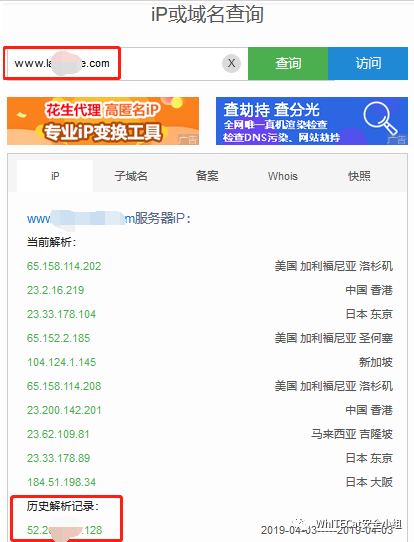 iP或域名查询
www.la e.com
X
查询
访问
花生代理 高匿名iP
专业iP变换工具
广告
查劫持 查分光
全网唯一真机渲染检查
检查DNS污染、网站劫持
广告
iP
子域名
备案
Whois
快照
www m服务器iP：
当前解析：
65.158.114.202 美国 加利福尼亚 洛杉矶
23.2.16.219 中国 香港
23.33.178.104 日本 东京
65.152.2.185 美国 加利福尼亚 圣何塞
104.124.1.145 新加坡
65.158.114.208 美国 加利福尼亚 洛杉矶
23.200.142.201 中国 香港
23.62.109.81 马来西亚 吉隆坡
23.33.178.89 日本 东京
184.51.198.34 日本 大阪
历史解析记录：
52.2 .128 2019-04-03-----2019-04-03
WhITECat安全小组